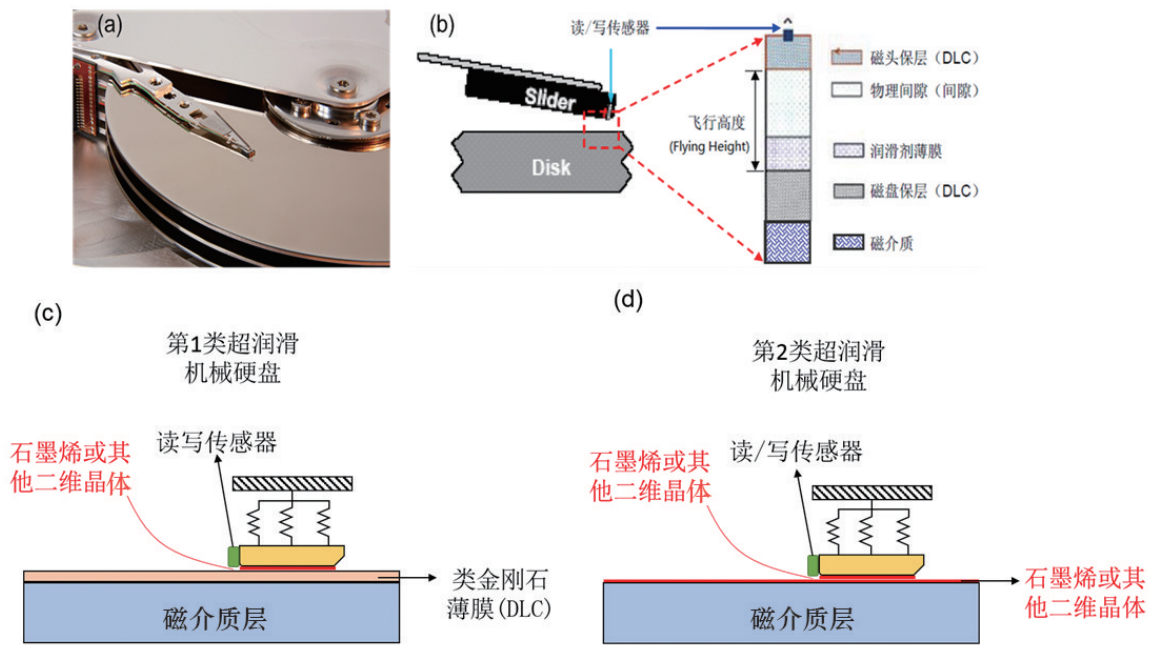 (a)
(b)
读/写传感器
Slider
Disk
飞行高度
(Flying Height)
磁头保层（DLC）
物理间隙（间隙）
润滑剂薄膜
磁盘保层（DLC）
磁介质
(c)
第1类超润滑
机械硬盘
石墨烯或其
他二维晶体
读写传感器
类金刚石
薄膜(DLC)
磁介质层
(d)
第2类超润滑
机械硬盘
石墨烯或其
他二维晶体
读/写传感器
石墨烯或其
他二维晶体
磁介质层